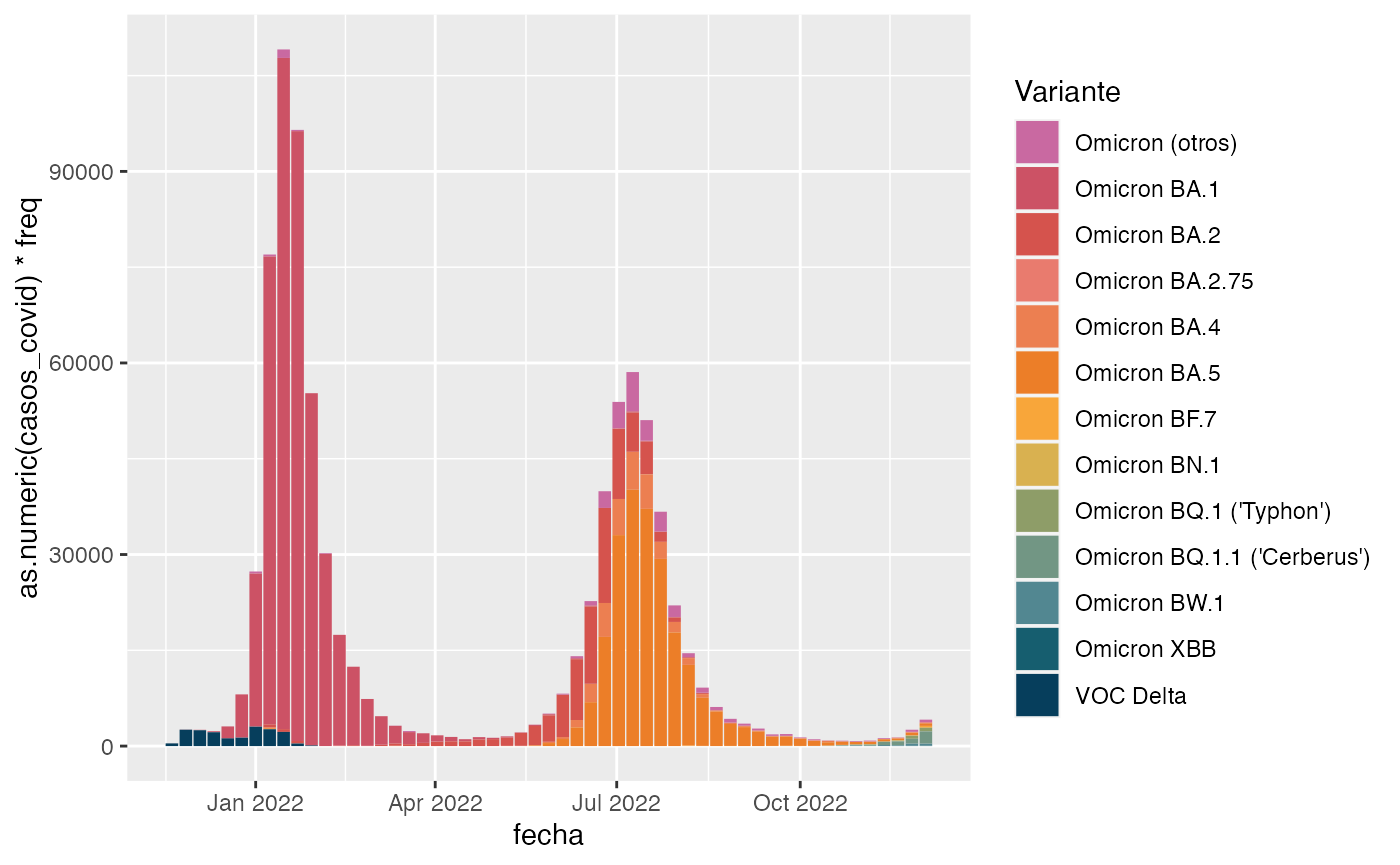 as.numeric(casos_covid) * freq
90000
60000
30000
0
Jan 2022
Apr 2022
Jul 2022
Oct 2022
fecha
Variante
Omicron (otros)
Omicron BA.1
Omicron BA.2
Omicron BA.2.75
Omicron BA.4
Omicron BA.5
Omicron BF.7
Omicron BN.1
Omicron BQ.1 ('Typhon')
Omicron BQ.1.1 ('Cerberus')
Omicron BW.1
Omicron XBB
VOC Delta